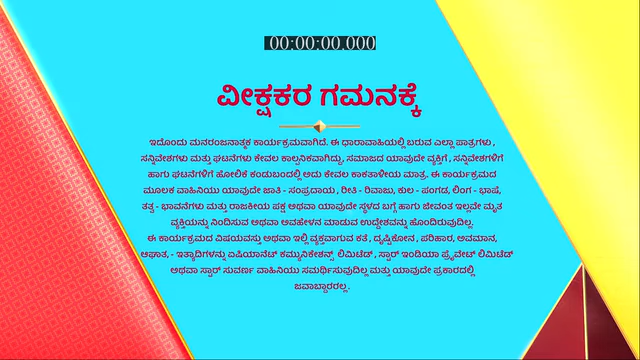 00:00:00.000
ವೀಕ್ಷಕರ ಗಮನಕ್ಕೆ
ಇದೊಂದು ಮನರಂಜನಾತ್ಮಕ ಕಾರ್ಯಕ್ರಮವಾಗಿದೆ. ಈ ಧಾರಾವಾಹಿಯಲ್ಲಿ ಬರುವ ಎಲ್ಲಾ ಪಾತ್ರಗಳು ,
ಸನ್ನಿವೇಶಗಳು ಮತ್ತು ಘಟನೆಗಳು ಕೇವಲ ಕಾಲ್ಪನಿಕವಾಗಿದ್ದು, ಸಮಾಜದ ಯಾವುದೇ ವ್ಯಕ್ತಿಗೆ , ಸನ್ನಿವೇಶಗಳಿಗೆ
ಹಾಗು ಘಟನೆಗಳಿಗೆ ಹೋಲಿಕೆ ಕಂಡುಬಂದಲ್ಲಿ ಅದು ಕೇವಲ ಕಾಕತಾಳೀಯ ಮಾತ್ರ. ಈ ಕಾರ್ಯಕ್ರಮದ
ಮೂಲಕ ವಾಹಿನಿಯು ಯಾವುದೇ ಜಾತಿ - ಸಂಪ್ರದಾಯ , ರೀತಿ - ರಿವಾಜು, ಕುಲ - ಪಂಗಡ, ಲಿಂಗ - ಭಾಷೆ,
ತತ್ವ - ಭಾವನೆಗಳು ಮತ್ತು ರಾಜಕೀಯ ಪಕ್ಷ ಅಥವಾ ಯಾವುದೇ ಸ್ಥಳದ ಬಗ್ಗೆ ಹಾಗು ಜೀವಂತ ಇಲ್ಲವೇ ಮೃತ
ವ್ಯಕ್ತಿಯನ್ನು ನಿಂದಿಸುವ ಅಥವಾ ಅವಹೇಳನ ಮಾಡುವ ಉದ್ದೇಶವನ್ನು ಹೊಂದಿರುವುದಿಲ್ಲ.
ಈ ಕಾರ್ಯಕ್ರಮದ ವಿಷಯವಸ್ತು ಅಥವಾ ಇಲ್ಲಿ ವ್ಯಕ್ತವಾಗುವ ಕತೆ , ದೃಷ್ಟಿಕೋನ , ಪರಿಹಾರ, ಅವಮಾನ,
ಆಘಾತ, - ಇತ್ಯಾದಿಗಳನ್ನು ಏಷಿಯಾನೆಟ್ ಕಮ್ಯುನಿಕೇಶನ್ಸ್ ಲಿಮಿಟೆಡ್ , ಸ್ಟಾರ್ ಇಂಡಿಯಾ ಪ್ರೈವೇಟ್ ಲಿಮಿಟೆಡ್
ಅಥವಾ ಸ್ಟಾರ್ ಸುವರ್ಣ ವಾಹಿನಿಯು ಸಮರ್ಥಿಸುವುದಿಲ್ಲ ಮತ್ತು ಯಾವುದೇ ಪ್ರಕಾರದಲ್ಲಿ
ಜವಾಬ್ದಾರರಲ್ಲ.